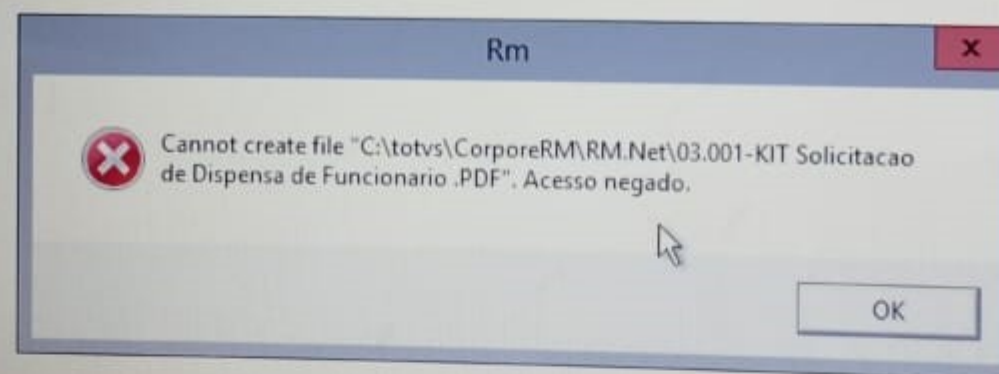 Rm
Cannot create file "C:\totvs\CorporeRM\RM.Net\03.001-KIT Solicitacao
de Dispensa de Funcionario .PDF". Acesso negado.
OK